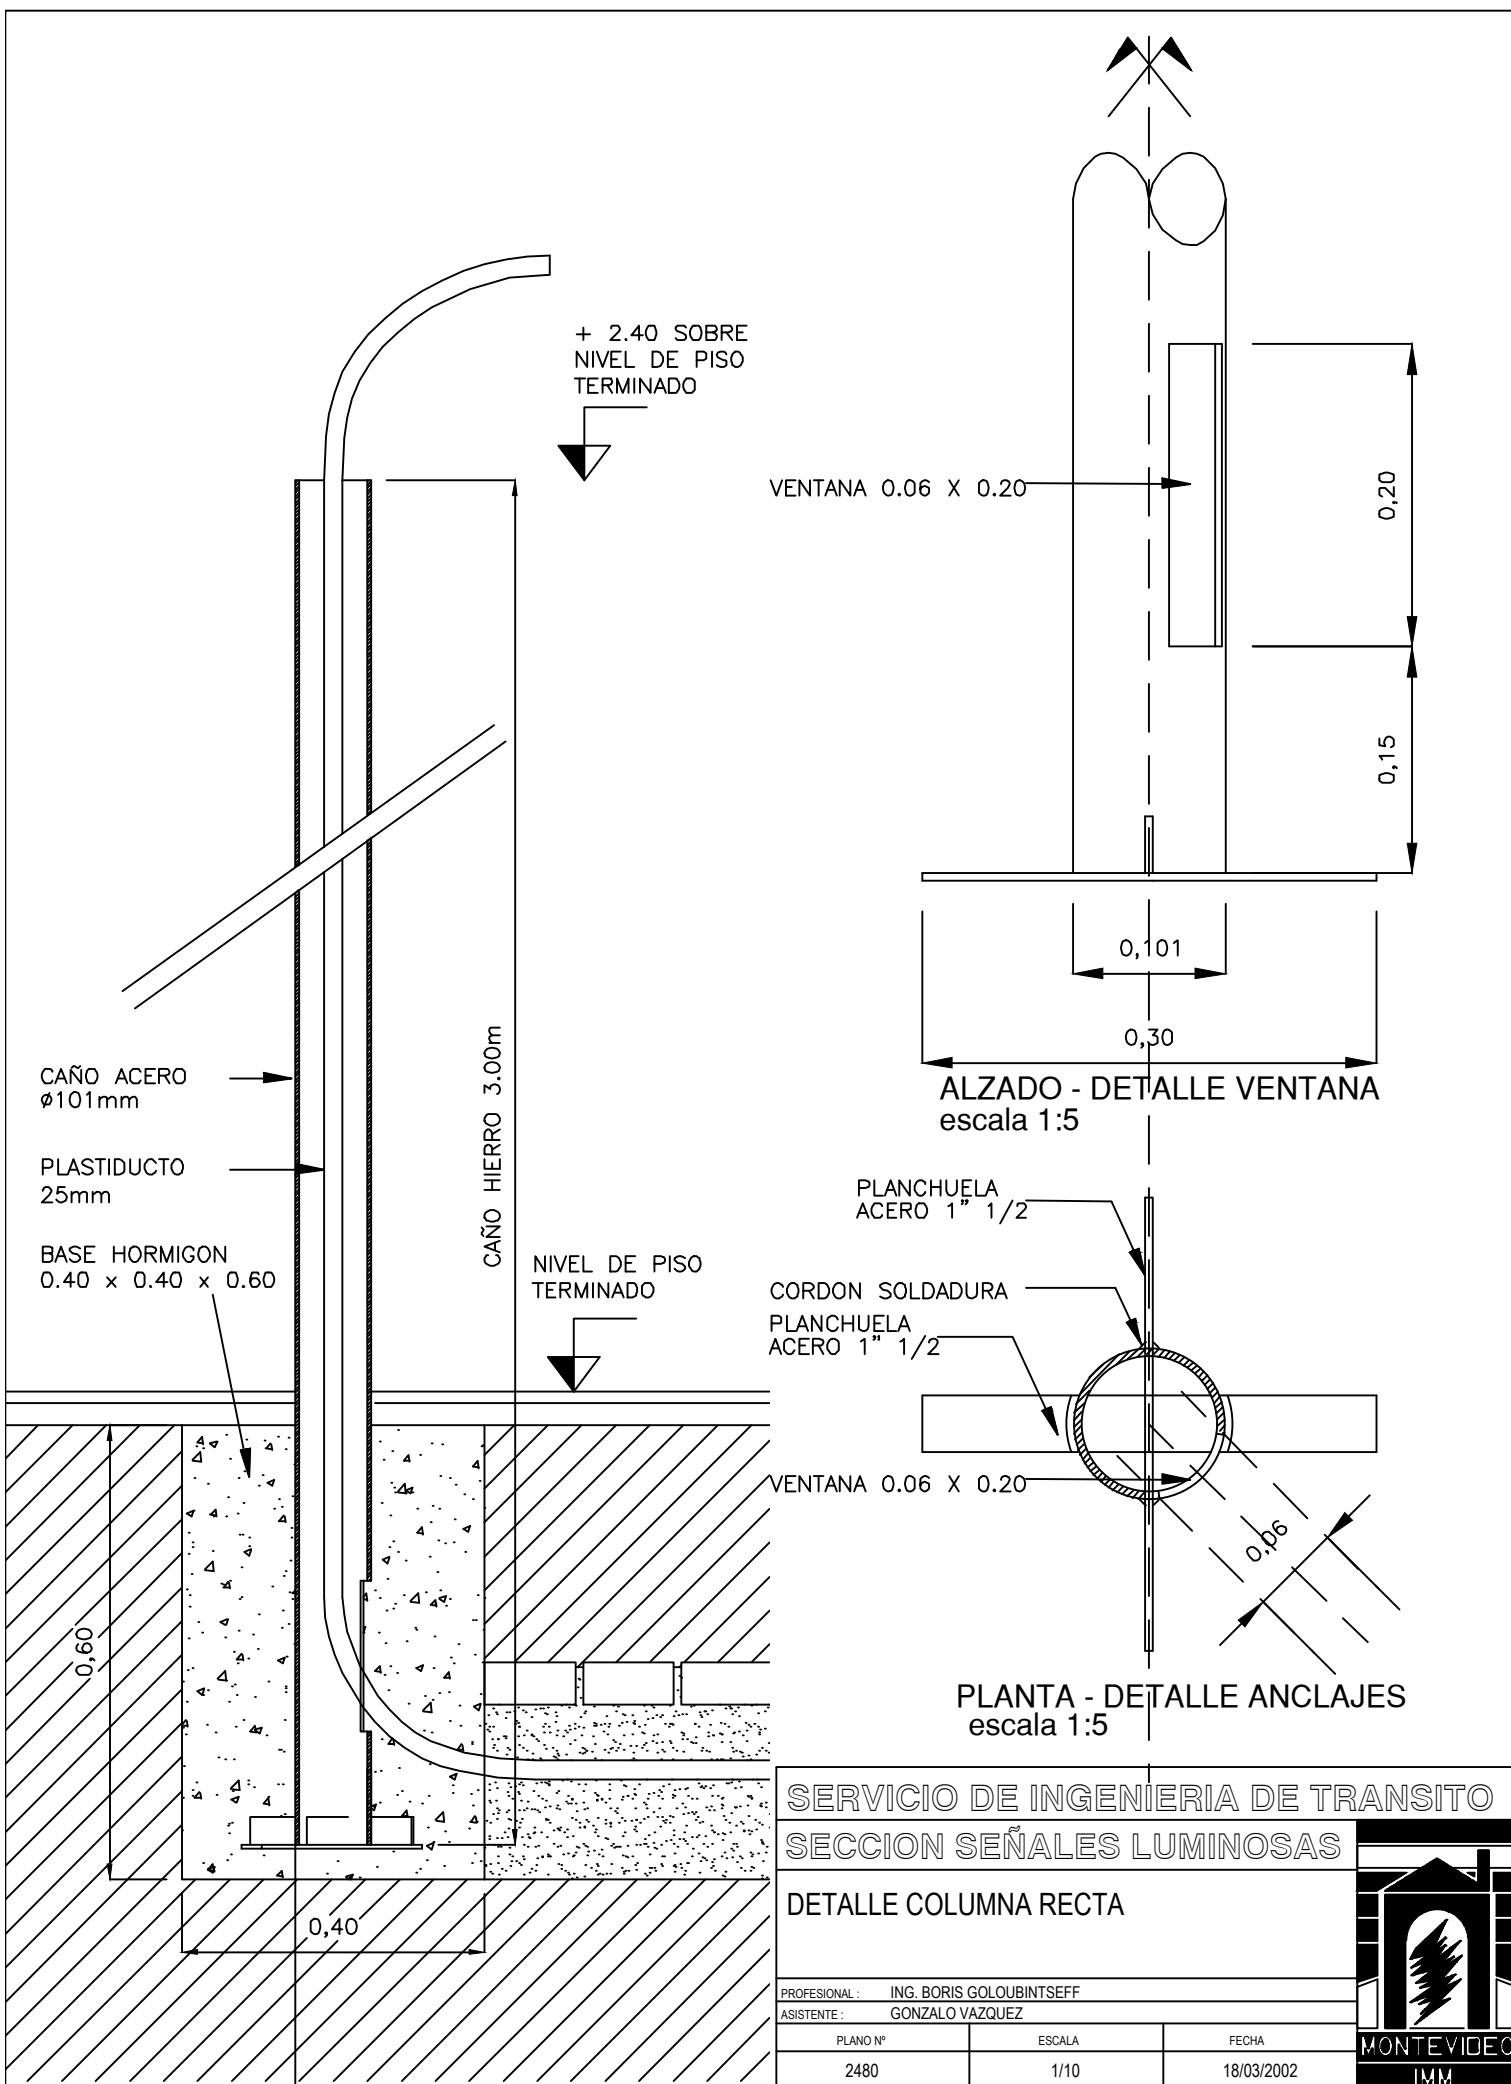 + 2.40 SOBRE
NIVEL DE PISO
TERMINADO
CAÑO HIERRO 3.00m
CAÑO ACERO
ø101mm
PLASTIDUCTO
25mm
BASE HORMIGON
0.40 x 0.40 x 0.60
NIVEL DE PISO
TERMINADO
0,60
0,40
VENTANA 0.06 X 0.20
0,20
0,15
0,101
0,30
ALZADO - DETALLE VENTANA
escala 1:5
PLANCHUELA
ACERO 1" 1/2
CORDON SOLDADURA
PLANCHUELA
ACERO 1" 1/2
VENTANA 0.06 X 0.20
0,06
PLANTA - DETALLE ANCLAJES
escala 1:5
SERVICIO DE INGENIERIA DE TRANSITO
SECCION SEÑALES LUMINOSAS
DETALLE COLUMNA RECTA
PROFESIONAL : ING. BORIS GOLOUBINTSEFF
ASISTENTE : GONZALO VAZQUEZ
PLANO Nº ESCALA FECHA
2480 1/10 18/03/2002
MONTEVIDEO
IMM